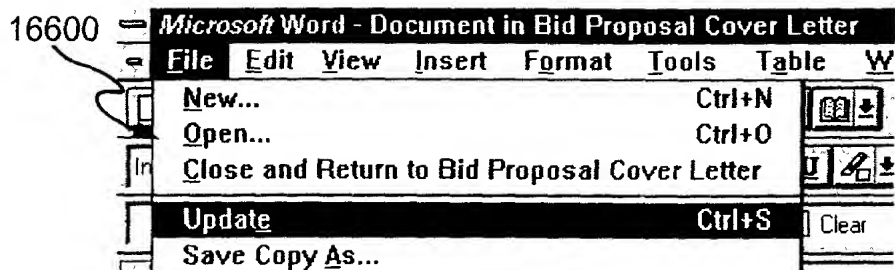 16600
Microsoft Word - Document in Bid Proposal Cover Letter
File Edit View Insert Format Tools Table W
New... Ctrl+N
Open... Ctrl+O
Close and Return to Bid Proposal Cover Letter
In U
Update Ctrl+S Clear
Save Copy As...